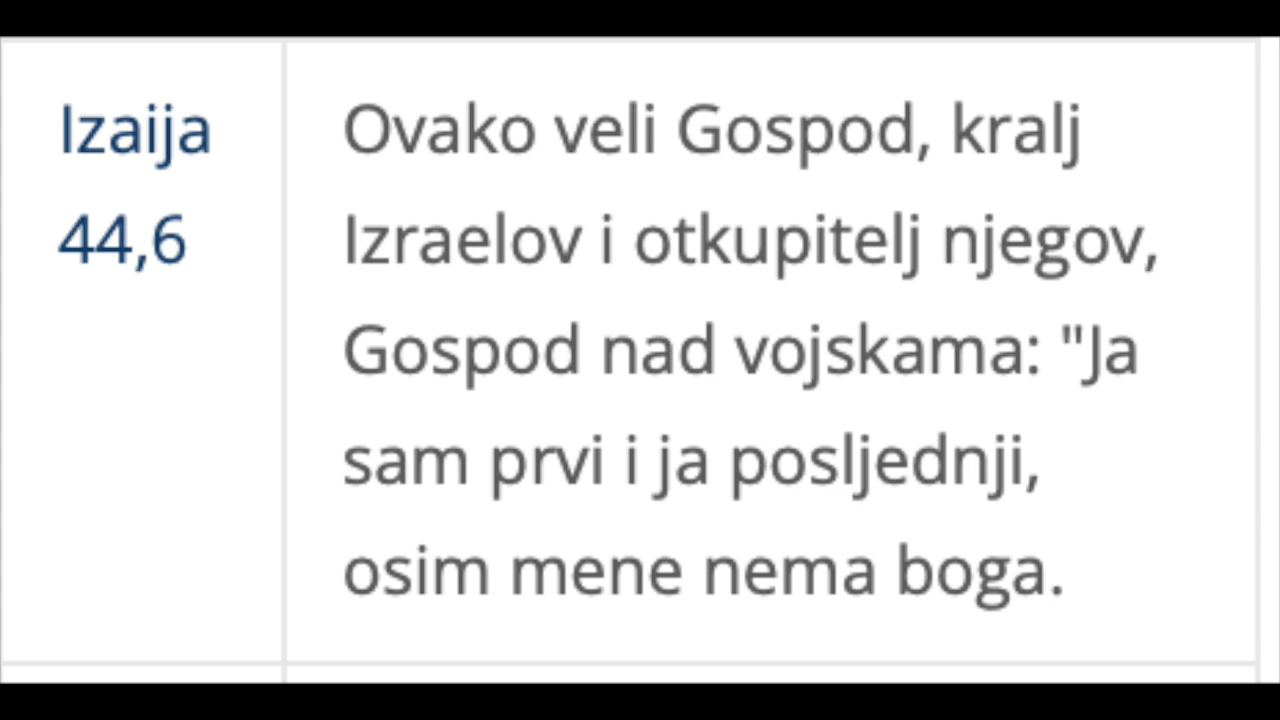 Izaija
44,6
Ovako veli Gospod, kralj
Izraelov i otkupitelj njegov,
Gospod nad vojskama: "Ja
sam prvi i ja posljednji,
osim mene nema boga.